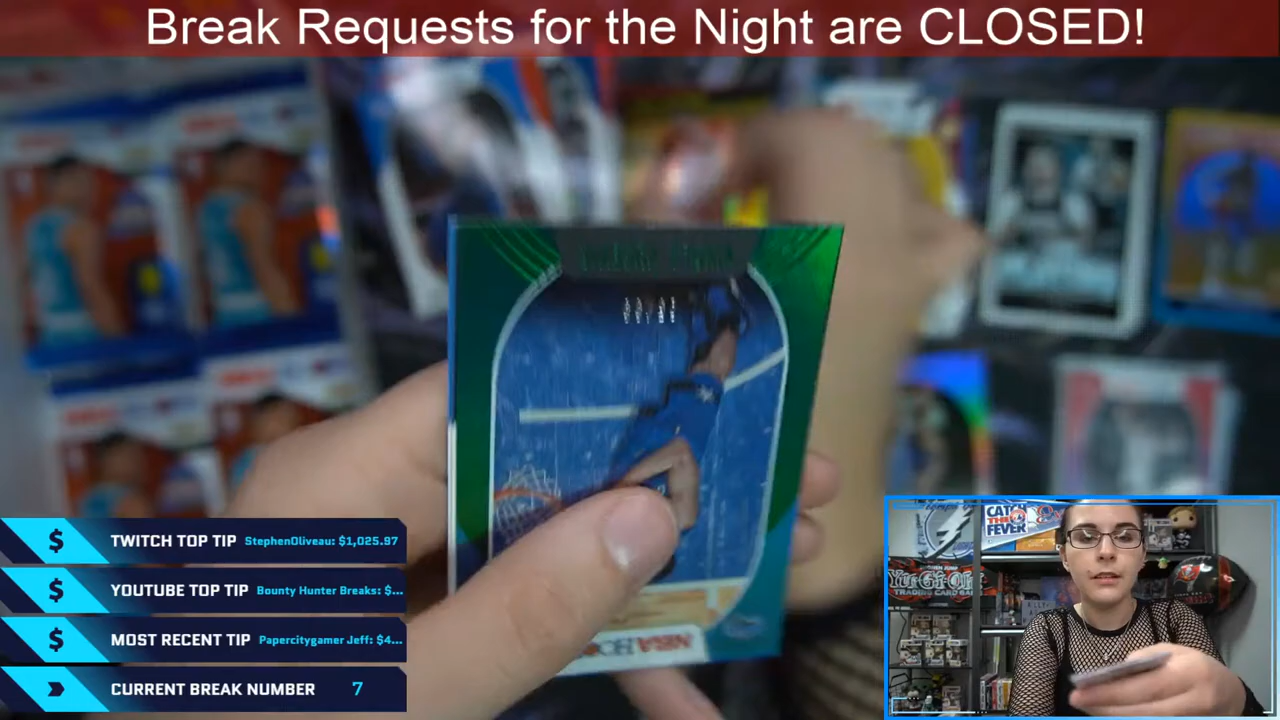 Break Requests for the Night are CLOSED!
NBA HOO
CATCH
THE
FEVER
Yu-Gi-Oh!
TRADING CARD GAME
TWITCH TOP TIP StephenOliveau: $1,025.97
YOUTUBE TOP TIP Bounty Hunter Breaks: $...
MOST RECENT TIP Papercitygamer Jeff: $4...
CURRENT BREAK NUMBER 7